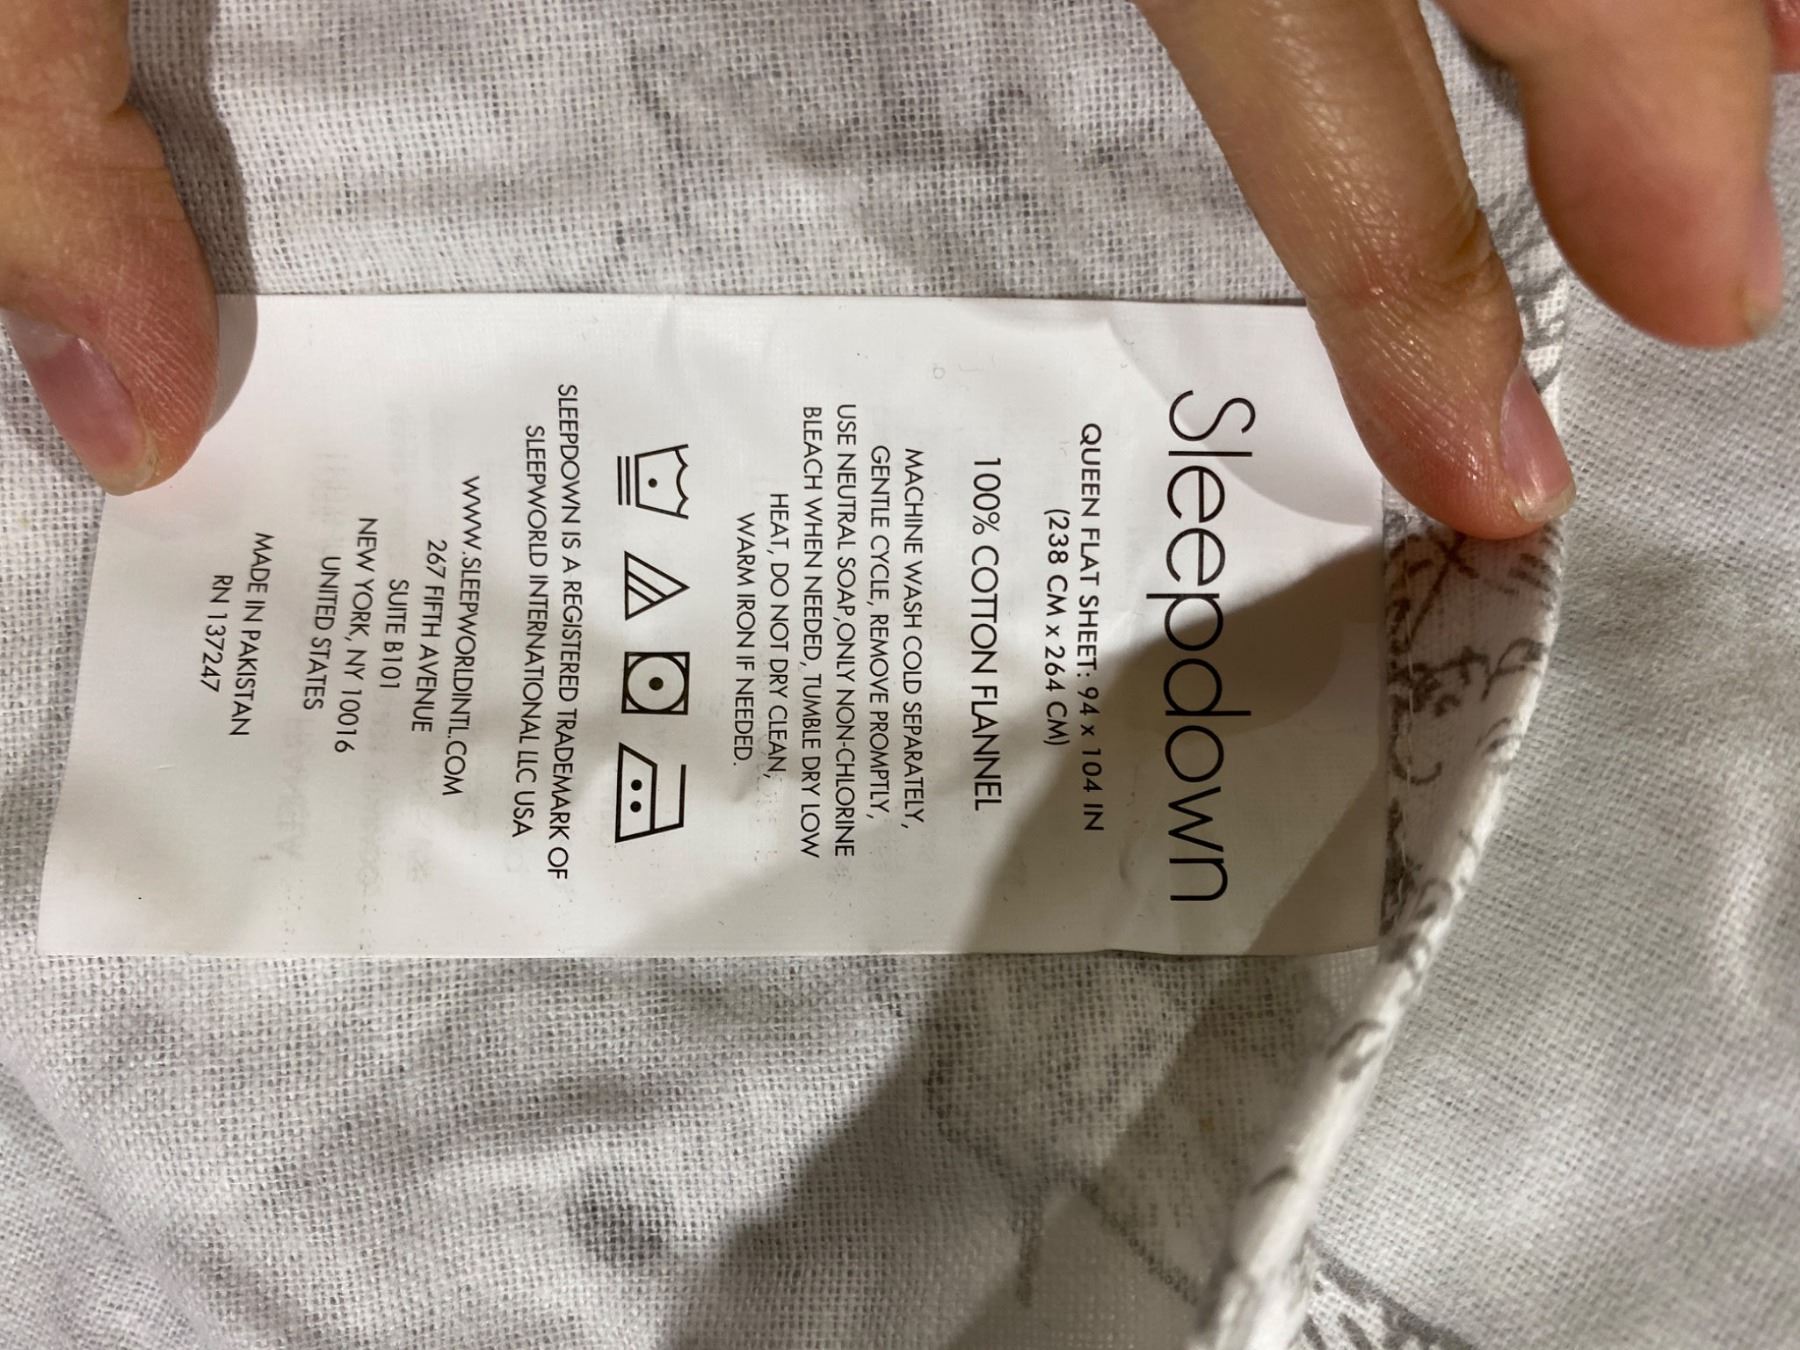 Sleepdown
QUEEN FLAT SHEET: 94 x 104 IN
(238 CM x 264 CM)
100% COTTON FLANNEL
MACHINE WASH COLD SEPARATELY,
GENTLE CYCLE, REMOVE PROMPTLY,
USE NEUTRAL SOAP, ONLY NON-CHLORINE
BLEACH WHEN NEEDED, TUMBLE DRY LOW
HEAT, DO NOT DRY CLEAN,
WARM IRON IF NEEDED.
SLEEPDOWN IS A REGISTERED TRADEMARK OF
SLEEPWORLD INTERNATIONAL LLC USA
WWW.SLEEPWORLDINTL.COM
267 FIFTH AVENUE
SUITE B101
NEW YORK, NY 10016
UNITED STATES
MADE IN PAKISTAN
RN 137247